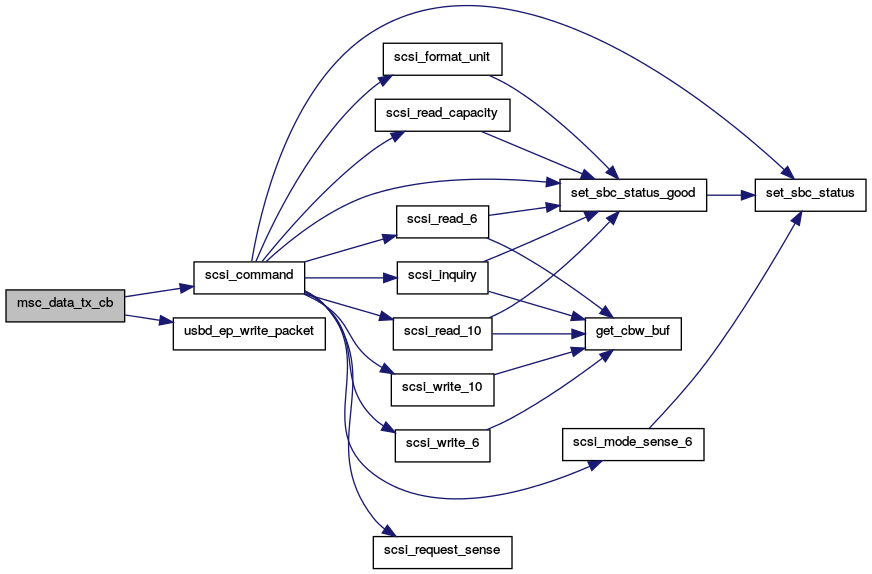 scsi_format_unit
scsi_read_capacity
set_sbc_status_good
set_sbc_status
scsi_read_6
scsi_command
scsi_inquiry
msc_data_tx_cb
usbd_ep_write_packet
scsi_read_10
get_cbw_buf
scsi_write_10
scsi_write_6
scsi_mode_sense_6
scsi_request_sense